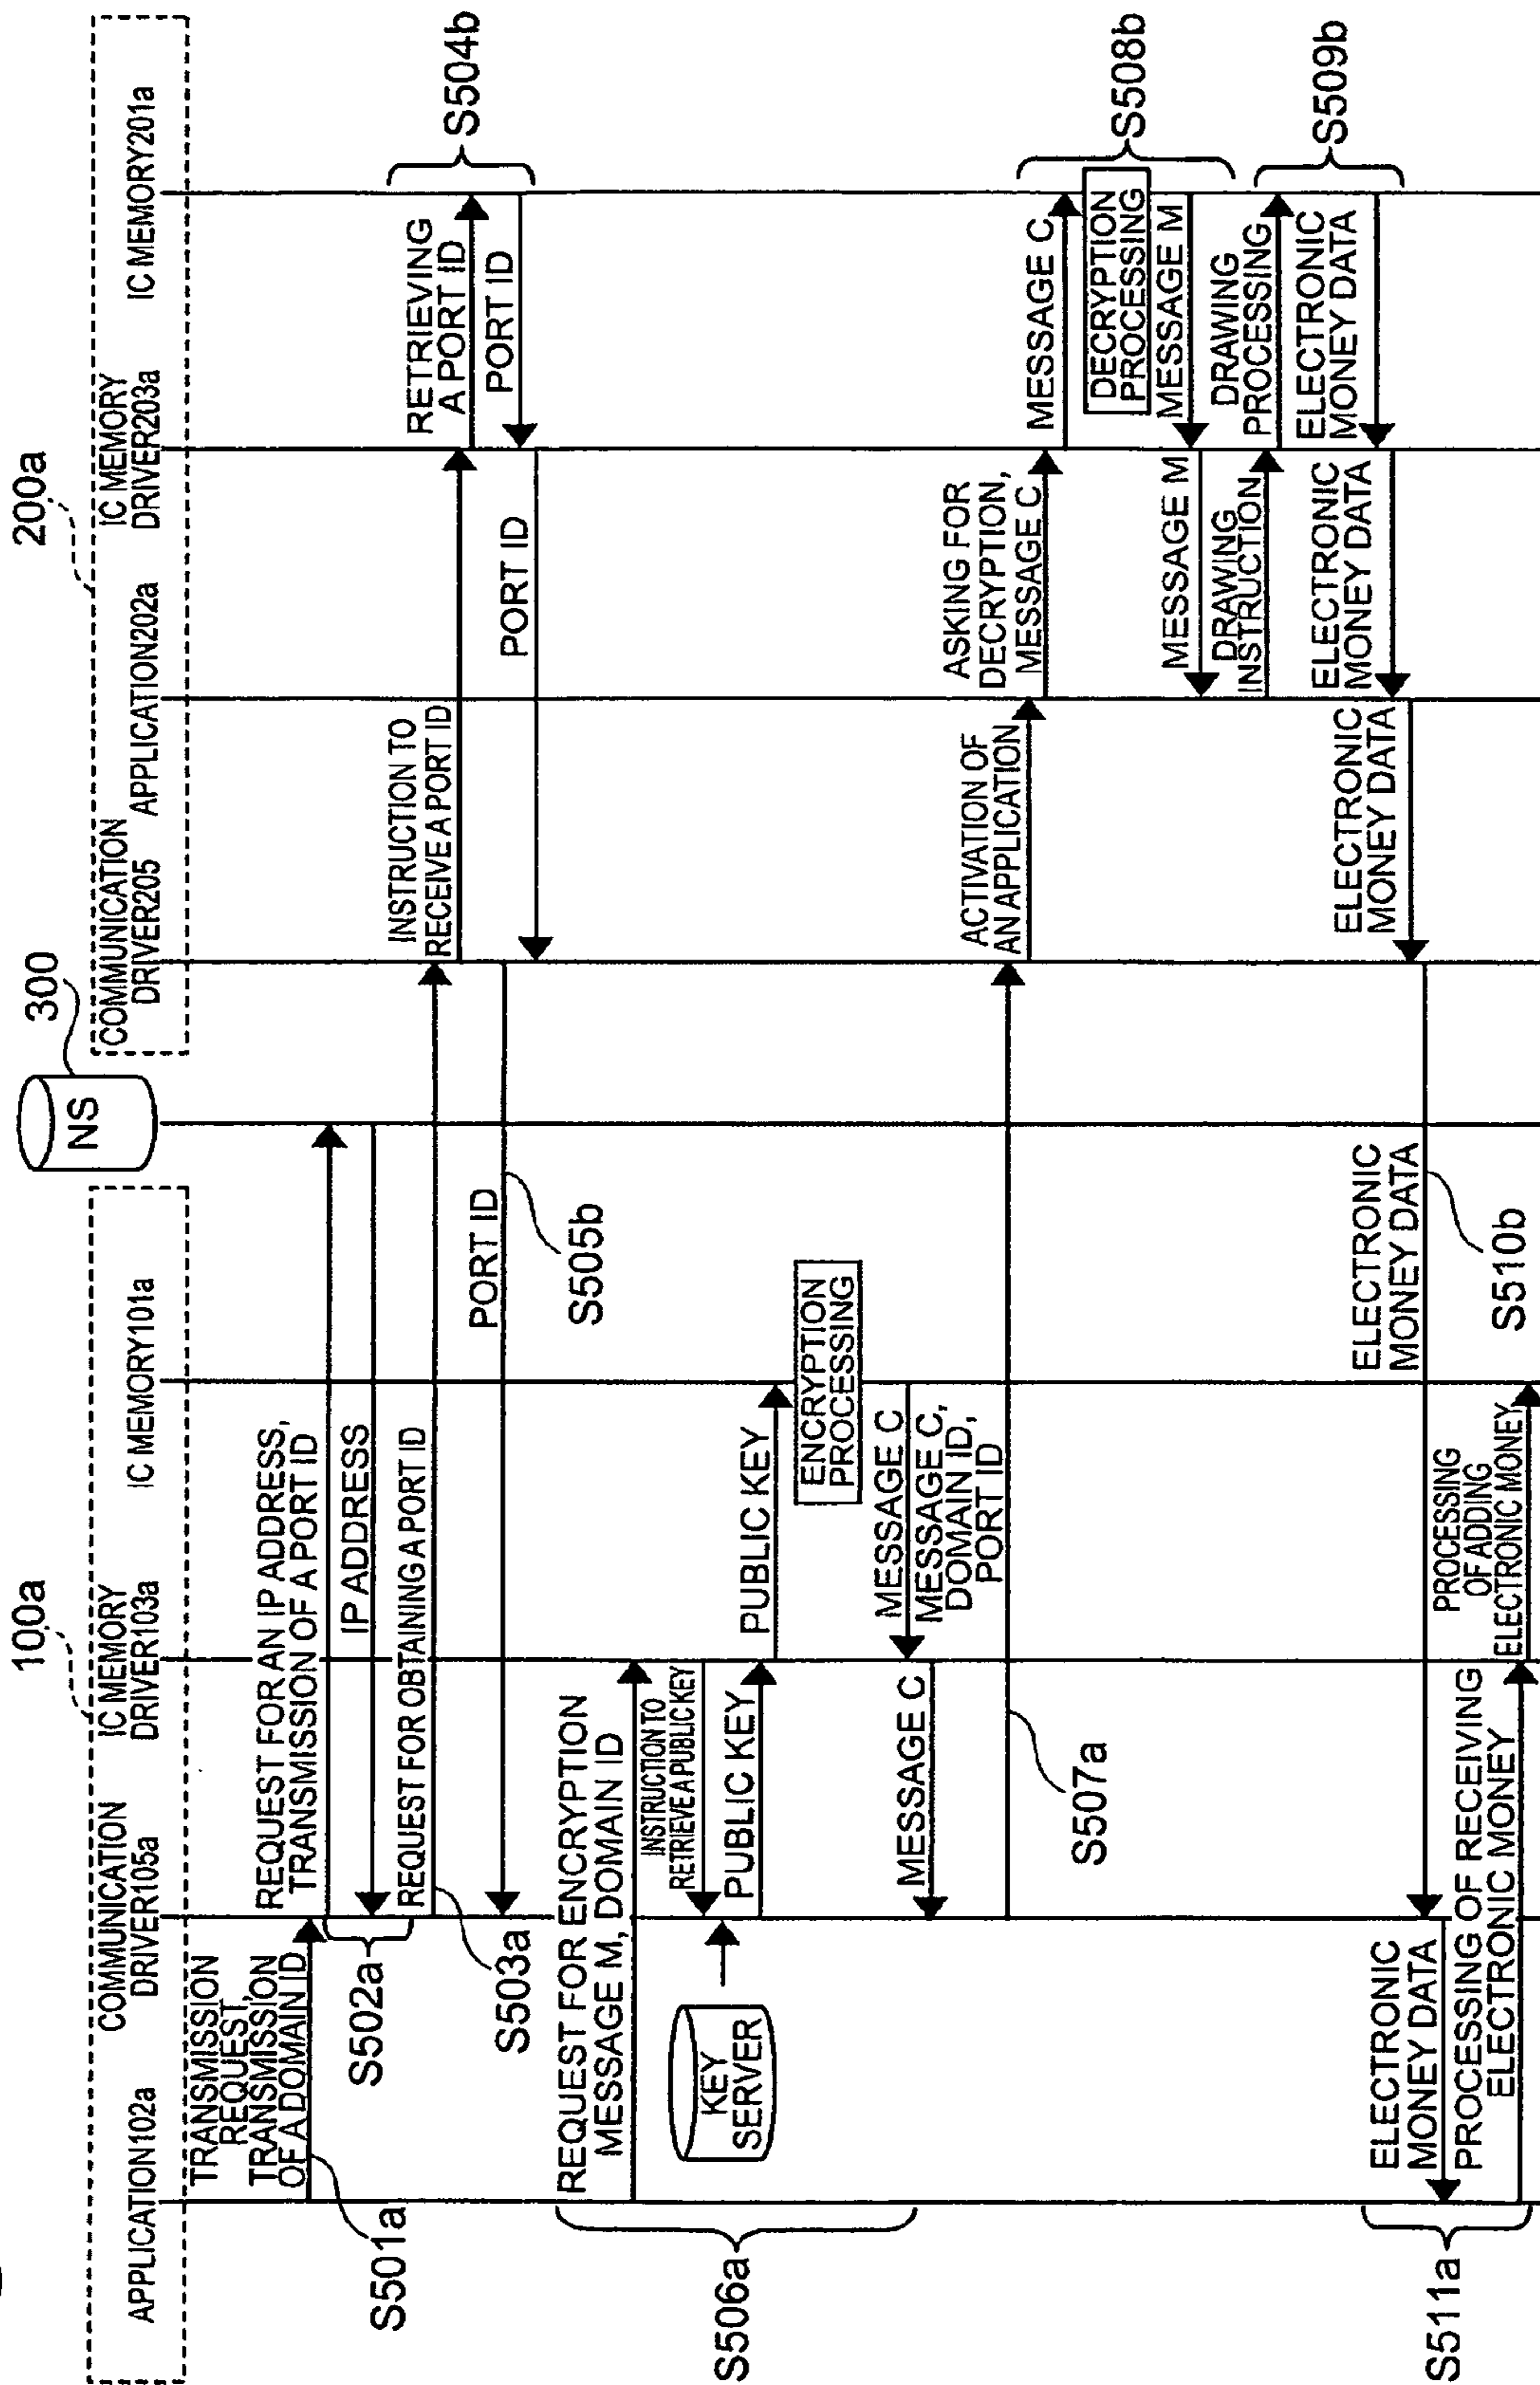 100a
300
200a
APPLICATION102a
COMMUNICATION
DRIVER105a
IC MEMORY
DRIVER103a
IC MEMORY101a
NS
COMMUNICATION
DRIVER205
APPLICATION202a
IC MEMORY
DRIVER203a
IC MEMORY201a
TRANSMISSION
REQUEST,
TRANSMISSION
OF A DOMAIN ID
S501a
REQUEST FOR AN IP ADDRESS,
TRANSMISSION OF A PORT ID
IP ADDRESS
S502a
REQUEST FOR OBTAINING A PORT ID
S503a
INSTRUCTION TO
RECEIVE A PORT ID
RETRIEVING
A PORT ID
PORT ID
S504b
PORT ID
PORT ID
S505b
REQUEST FOR ENCRYPTION
MESSAGE M, DOMAIN ID
INSTRUCTION TO
RETRIEVE A PUBLIC KEY
KEY
SERVER
PUBLIC KEY
PUBLIC KEY
ENCRYPTION
PROCESSING
MESSAGE C
MESSAGE C
S506a
MESSAGE C,
DOMAIN ID,
PORT ID
S507a
ACTIVATION OF
AN APPLICATION
ASKING FOR
DECRYPTION,
MESSAGE C
MESSAGE C
DECRYPTION
PROCESSING
MESSAGE M
MESSAGE M
S508b
DRAWING
INSTRUCTION
DRAWING
PROCESSING
ELECTRONIC
MONEY DATA
ELECTRONIC
MONEY DATA
S509b
ELECTRONIC
MONEY DATA
ELECTRONIC
MONEY DATA
S510b
ELECTRONIC
MONEY DATA
PROCESSING OF RECEIVING
ELECTRONIC MONEY
PROCESSING
OF ADDING
ELECTRONIC MONEY
S511a